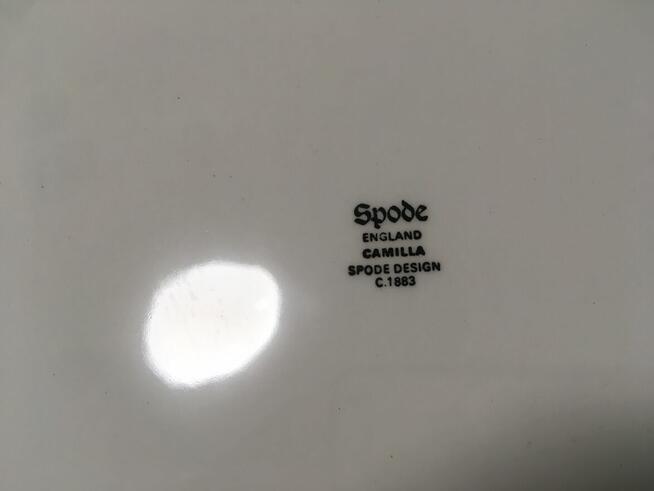 Spode
ENGLAND
CAMILLA
SPODE DESIGN
C.1883